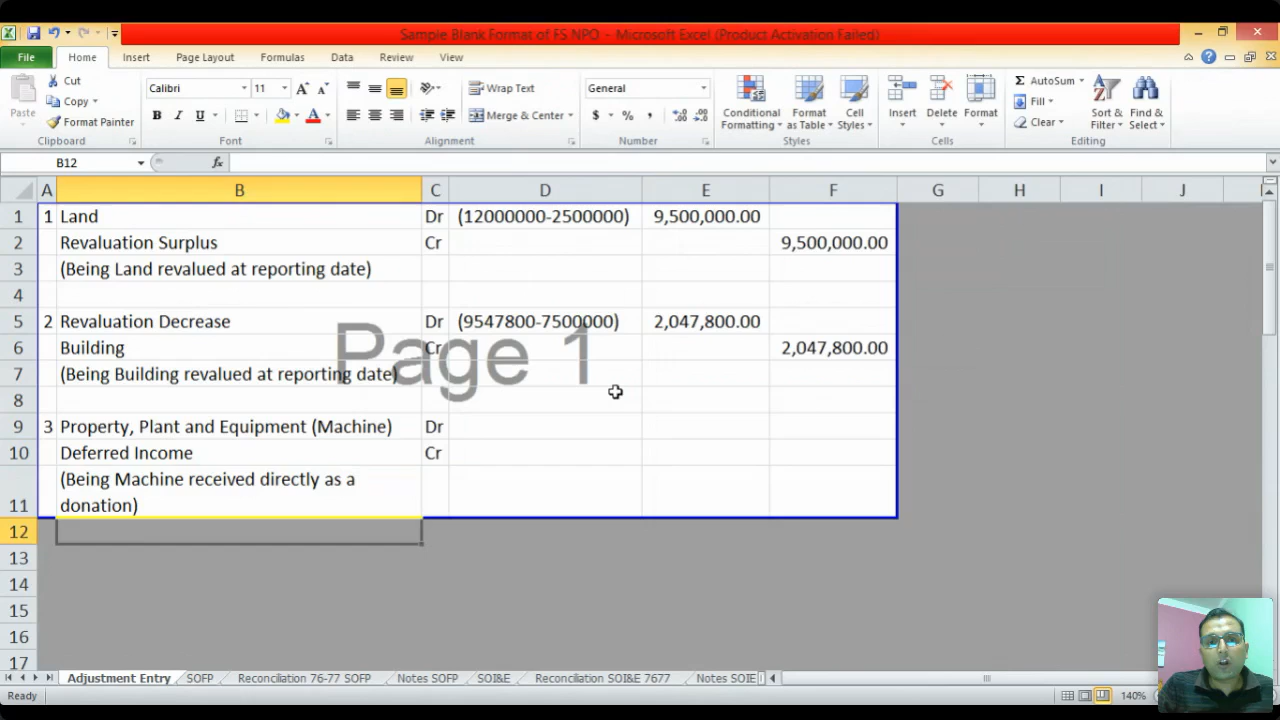 Sample Blank Format of FS NPO - Microsoft Excel (Product Activation Failed)
File Home Insert Page Layout Formulas Data Review View
Paste
Cut
Copy
Format Painter
Clipboard
Calibri 11
B I U
Font
Wrap Text
Merge & Center
Alignment
General
$ % ,
Number
Conditional Formatting
Format as Table
Cell Styles
Styles
Insert Delete Format
Cells
AutoSum
Fill
Clear
Sort & Filter
Find & Select
Editing
B12 fx
A B C D E F G H I J
1 1 Land Dr (12000000-2500000) 9,500,000.00
2 Revaluation Surplus Cr 9,500,000.00
3 (Being Land revalued at reporting date)
4
5 2 Revaluation Decrease Dr (9547800-7500000) 2,047,800.00
6 Building Cr 2,047,800.00
Page 1
7 (Being Building revalued at reporting date)
8
9 3 Property, Plant and Equipment (Machine) Dr
10 Deferred Income Cr
(Being Machine received directly as a
11 donation)
12
13
14
15
16
17
Adjustment Entry SOFP Reconciliation 76-77 SOFP Notes SOFP SOI&E Reconciliation SOI&E 7677 Notes SOIE
Ready 140%